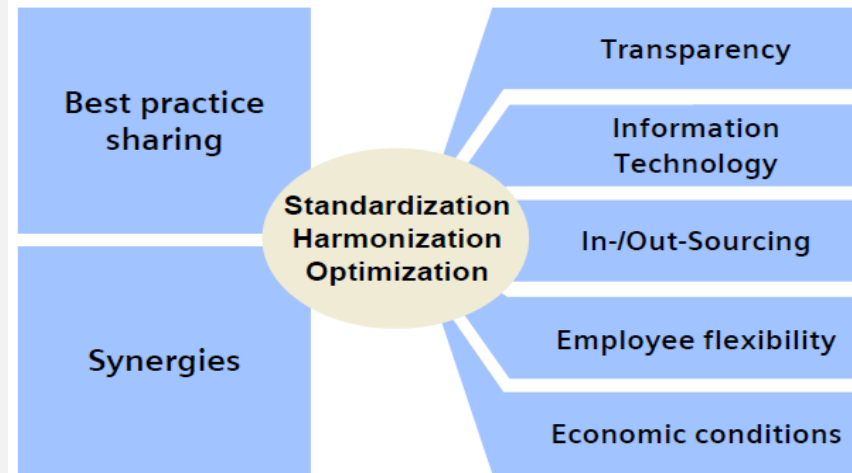 Best practice
sharing
Synergies
Standardization
Harmonization
Optimization
Transparency
Information
Technology
In-/Out-Sourcing
Employee flexibility
Economic conditions